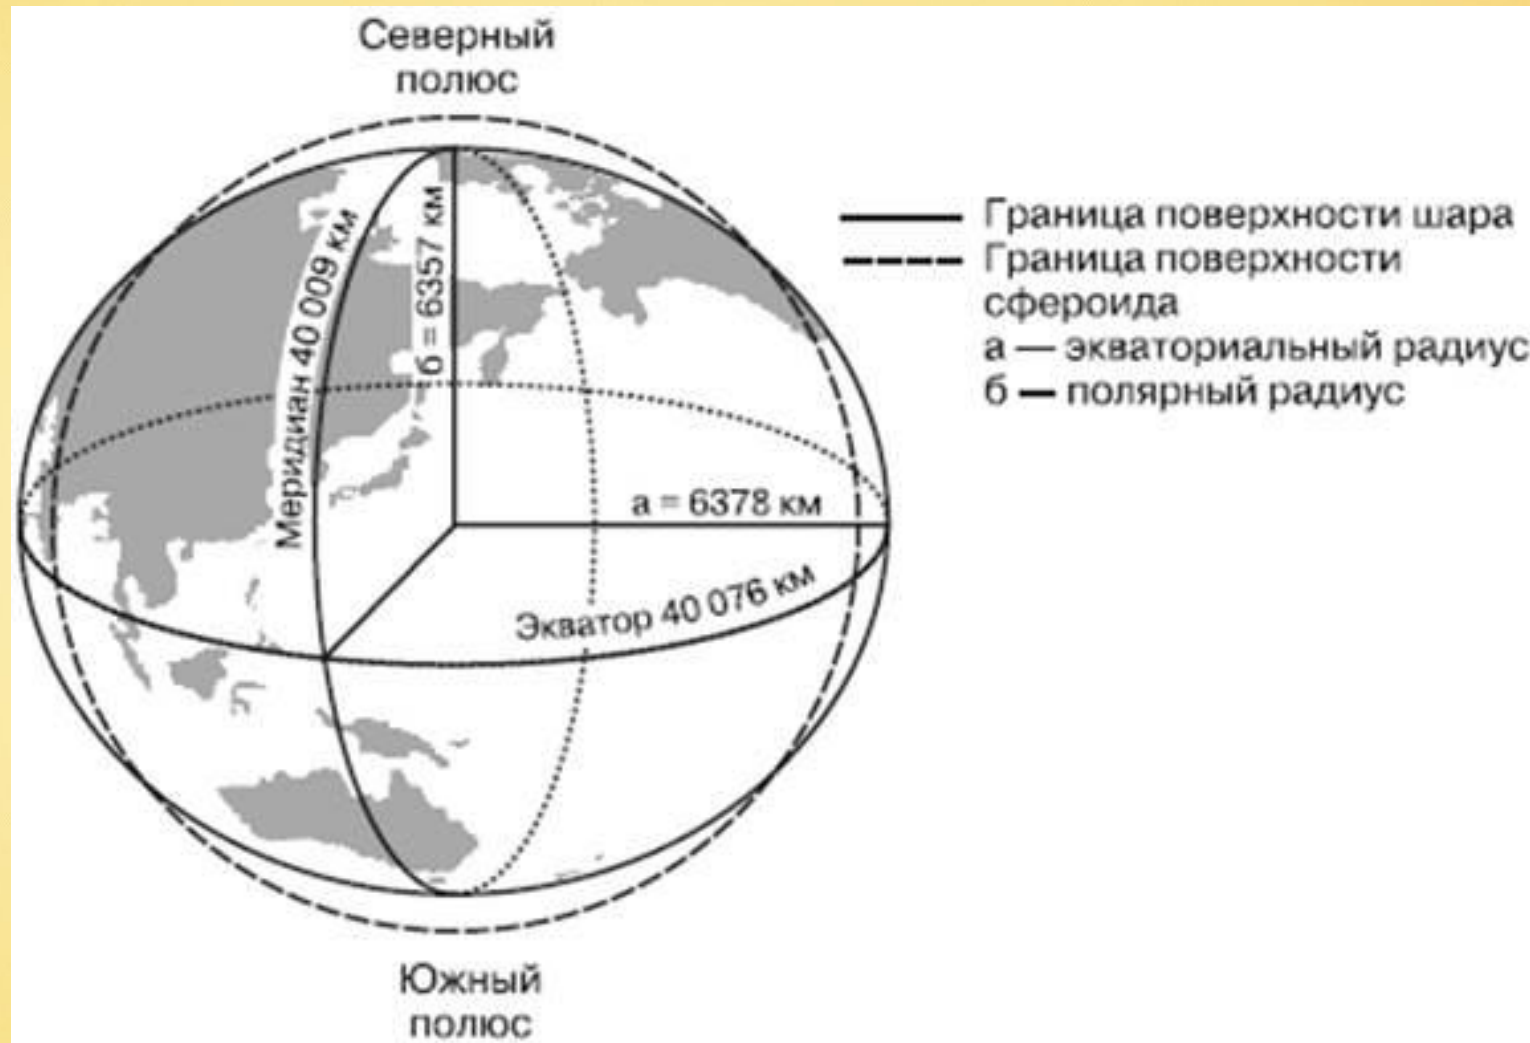 Северный
полюс
Граница поверхности шара
Граница поверхности
сфероида
а — экваториальный радиус
б — полярный радиус
Меридиан 40 009 км
б = 6357 км
а = 6378 км
Экватор 40 076 км
Южный
полюс